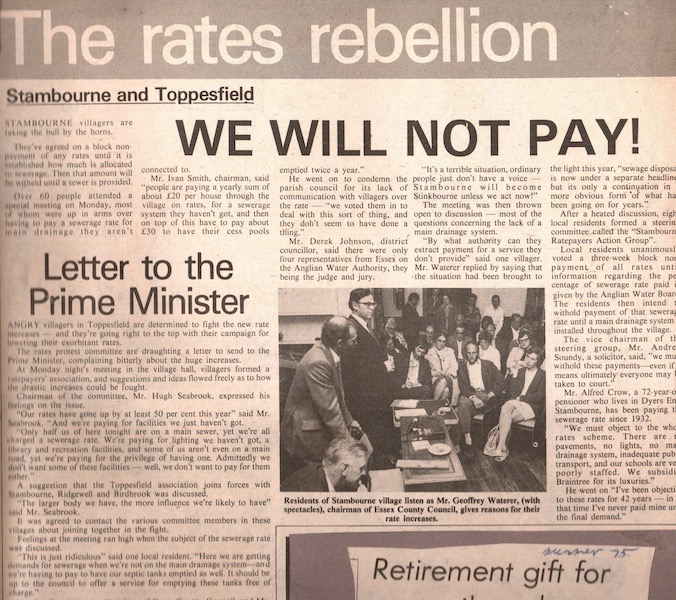 The rates rebellion
Stambourne and Toppesfield
WE WILL NOT PAY!
STAMBOURNE villagers are
taking the bull by the horns.
They've agreed on a block non-
payment of any rates until it is
established how much is allocated
to sewerage. Then that amount will
be witheld until a sewer is provided.
Over 60 people attended a
special meeting on Monday, most
of whom were up in arms over
having to pay a sewerage rate for
main drainage they aren't
connected to.
Mr. Ivan Smith, chairman, said
"people are paying a yearly sum of
about £20 per house through the
village on rates, for a sewerage
system they haven't got, and then
on top of this have to pay about
£30 to have their cess pools
emptied twice a year."
He went on to condemn the
parish council for its lack of
communication with villagers over
the rate — "we voted them in to
deal with this sort of thing, and
they don't seem to have done a
thing."
Mr. Derek Johnson, district
councillor, said there were only
four representatives from Essex on
the Anglian Water Authority, they
being the judge and jury.
"It's a terrible situation, ordinary
people just don't have a voice —
Stambourne will become
Stinkbourne unless we act now!"
The meeting was then thrown
open to discussion — most of the
questions concerning the lack of a
main drainage system.
"By what authority can they
extract payment for a service they
don't provide" said one villager.
Mr. Waterer replied by saying that
the situation had been brought to
the light this year, "sewage disposa
is now under a separate headline
but its only a continuation in
more obvious form of what ha
been going on for years."
After a heated discussion, eigh
local residents formed a steerin
committee called the "Stambourn
Ratepayers Action Group".
Local residents unanimousl
voted a three-week block non
payment of all rates unti
information regarding the pe
centage of sewerage rate paid i
given by the Anglian Water Boar
The residents then intend t
withold payment of that sewerag
rate until a main drainage system
installed throughout the village.
The vice chairman of th
steering group, Mr. Andre
Soundy, a solicitor, said, "we mu
withold these payments—even if
means ultimately everyone may b
taken to court."
Mr. Alfred Crow, a 72-year-o
pensioner who lives in Dyers En
Stambourne, has been paying th
sewerage rate since 1932.
"We must object to the who
rates scheme. There are n
pavements, no lights, no ma
drainage system, inadequate pub
transport, and our schools are ve
poorly staffed. We subsidi
Braintree for its luxuries."
He went on "I've been objecti
to these rates for 42 years — in
that time I've never paid mine un
the final demand."
Letter to the
Prime Minister
ANGRY villagers in Toppesfield are determined to fight the new rate
increases — and they're going right to the top with their campaign for
lowering their exorbitant rates.
The rates protest committee are draughting a letter to send to the
Prime Minister, complaining bitterly about the huge increases.
At Monday night's meeting in the village hall, villagers formed a
ratepayers' association, and suggestions and ideas flowed freely as to how
the drastic increases could be fought.
Chairman of the committee, Mr. Hugh Seabrook, expressed his
feelings on the issue.
"Our rates have gone up by at least 50 per cent this year" said Mr.
Seabrook. "And we're paying for facilities we just haven't got.
"Only half of us here tonight are on a main sewer, yet we're all
charged a sewerage rate. We're paying for lighting we haven't got, a
library and recreation facilities, and some of us aren't even on a main
road, yet we're paying for the privilege of having one. Admittedly we
don't want some of these facilities — well, we don't want to pay for them
either."
A suggestion that the Toppesfield association joins forces with
Stambourne, Ridgewell and Birdbrook was discussed.
"The larger body we have, the more influence we're likely to have"
said Mr. Seabrook.
It was agreed to contact the various committee members in these
villages about joining together in the fight.
Feelings at the meeting ran high when the subject of the sewerage rate
was discussed.
"This is just ridiculous" said one local resident. "Here we are getting
demands for sewerage when we're not on the main drainage system—and
we're having to pay to have our septic tanks emptied as well. It should be
up to the council to offer a service for emptying these tanks free of
charge."
Residents of Stambourne village listen as Mr. Geoffrey Waterer, (with
spectacles), chairman of Essex County Council, gives reasons for their
rate increases.
summer 75
Retirement gift for